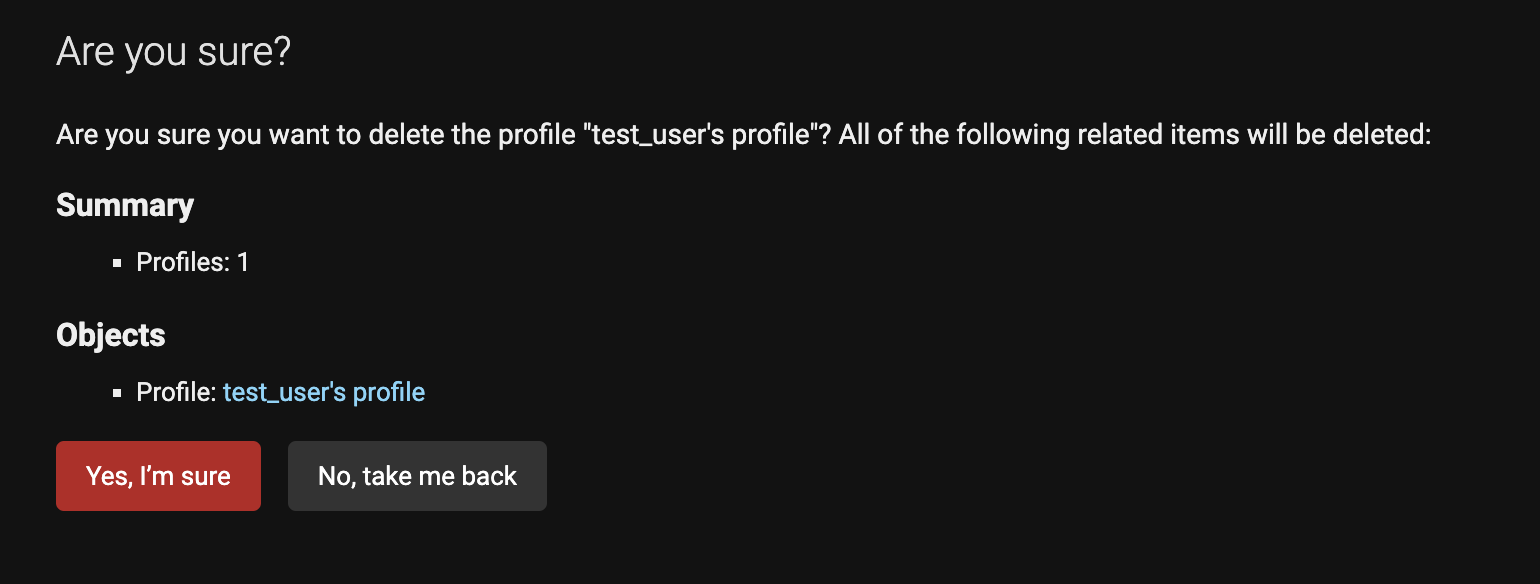 Are you sure?
Are you sure you want to delete the profile "test_user's profile"? All of the following related items will be deleted:
Summary
Profiles: 1
Objects
Profile: test_user's profile
Yes, I’m sure
No, take me back